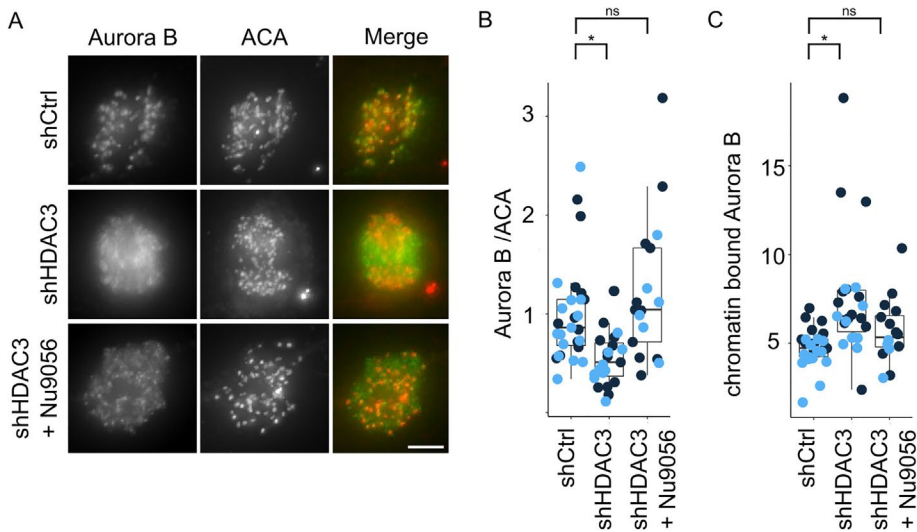 A
Aurora B
ACA
Merge
shCtrl
shHDAC3
shHDAC3
+ Nu9056
B
ns
*
Aurora B /ACA
3
2
1
shCtrl
shHDAC3
shHDAC3
+ Nu9056
C
ns
*
chromatin bound Aurora B
15
10
5
shCtrl
shHDAC3
shHDAC3
+ Nu9056